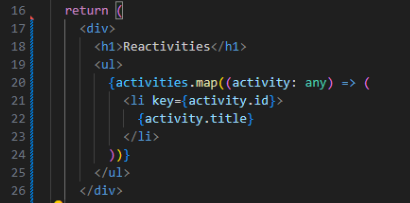 16 return (
17 <div>
18 <h1>Reactivities</h1>
19 <ul>
20 {activities.map((activity: any) => (
21 <li key={activity.id}>
22 {activity.title}
23 </li>
24 ))}
25 </ul>
26 </div>